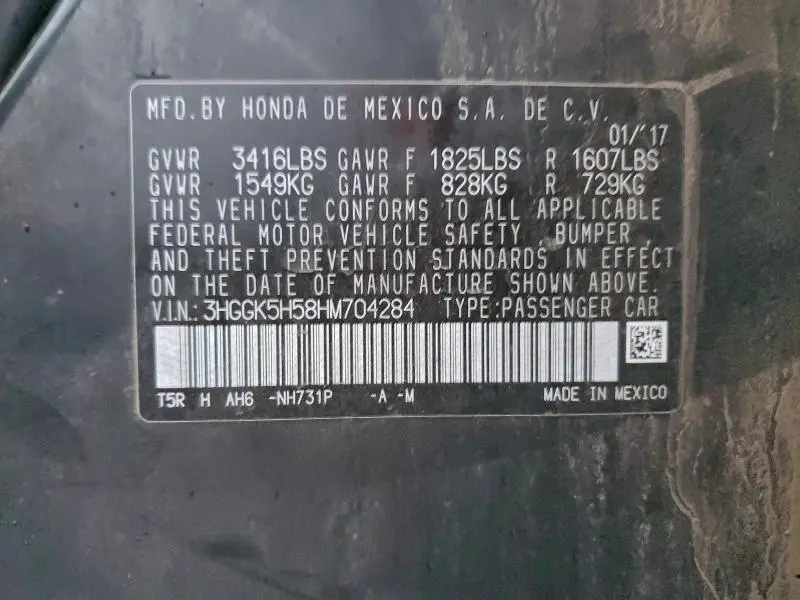 MFD.BY HONDA DE MEXICO S.A. DE C.V.
01/'17
GVWR 3416LBS GAWR F 1825LBS R 1607LBS
GVWR 1549KG GAWR F 828KG R 729KG
THIS VEHICLE CONFORMS TO ALL APPLICABLE
FEDERAL MOTOR VEHICLE SAFETY ,BUMPER ,
AND THEFT PREVENTION STANDARDS IN EFFECT
ON THE DATE OF MANUFACTURE SHOWN ABOVE.
V.I.N.:3HGGK5H58HM704284 TYPE:PASSENGER CAR
T5R H AH6 -NH731P -A -M MADE IN MEXICO